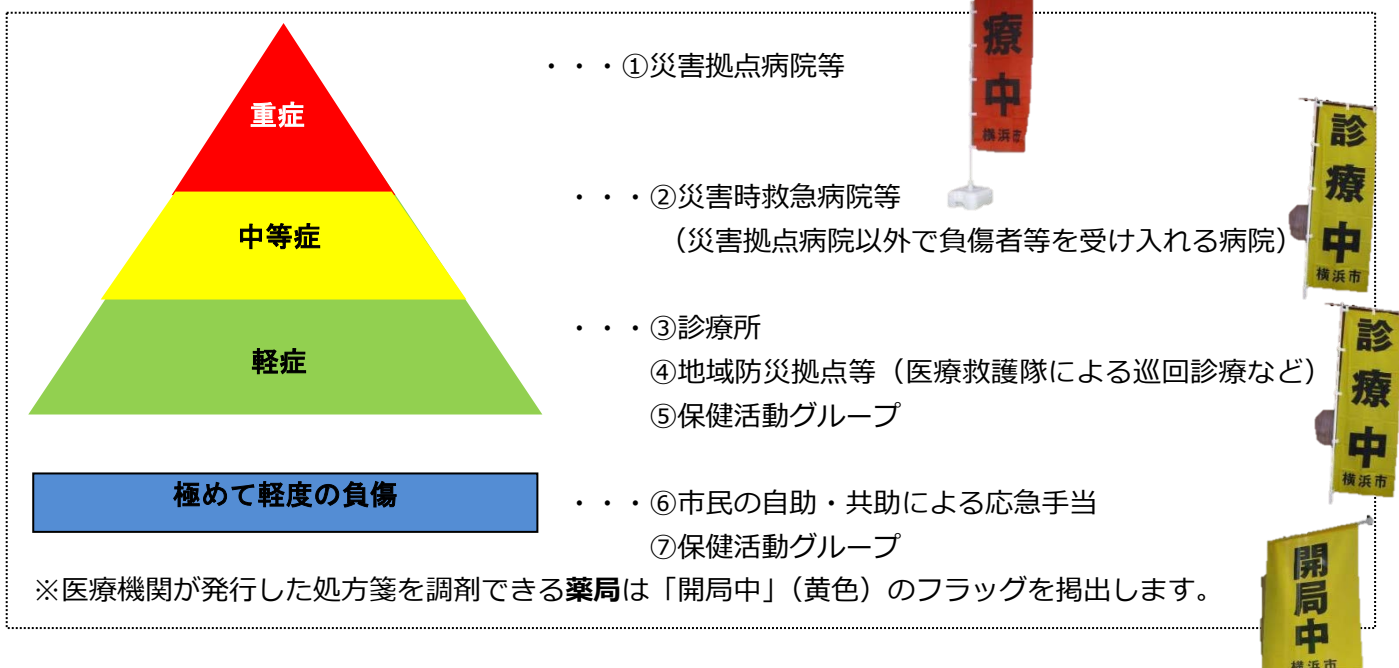 重症
・・・①災害拠点病院等
療中
横浜市
中等症
・・・②災害時救急病院等
（災害拠点病院以外で負傷者等を受け入れる病院）
診療中
横浜市
軽症
・・・③診療所
④地域防災拠点等（医療救護隊による巡回診療など）
⑤保健活動グループ
診療中
横浜市
極めて軽度の負傷
・・・⑥市民の自助・共助による応急手当
⑦保健活動グループ
※医療機関が発行した処方箋を調剤できる薬局は「開局中」（黄色）のフラッグを掲出します。
開局中
横浜市